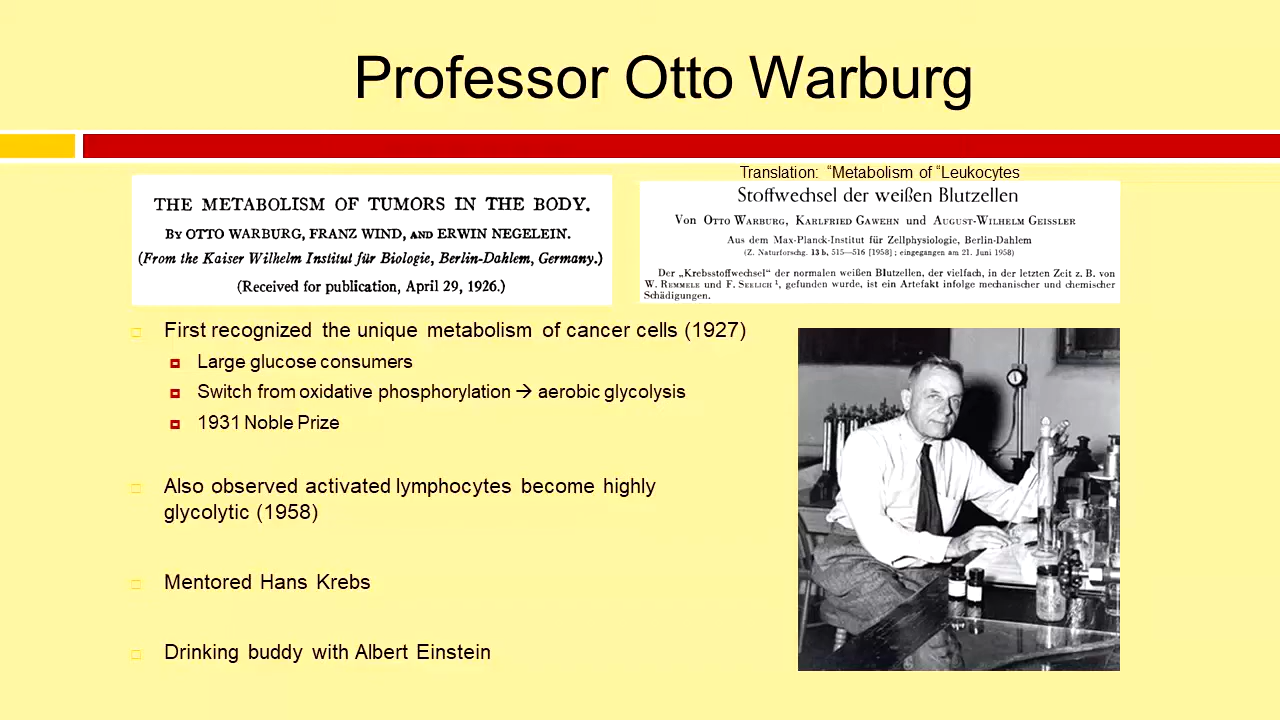 Professor Otto Warburg
THE METABOLISM OF TUMORS IN THE BODY.
BY OTTO WARBURG, FRANZ WIND, AND ERWIN NEGELEIN.
(From the Kaiser Wilhelm Institut für Biologie, Berlin-Dahlem, Germany.)
(Received for publication, April 29, 1926.)
Translation: “Metabolism of “Leukocytes
Stoffwechsel der weißen Blutzellen
Von OTTO WARBURG, KARLFRIED GAWEHN und AUGUST-WILHELM GEISSLER
Aus dem Max-Planck-Institut für Zellphysiologie, Berlin-Dahlem
(Z. Naturforschg. 13 b, 515—516 [1958] ; eingegangen am 21. Juni 1958)
Der „Krebsstoffwechsel“ der normalen weißen Blutzellen, der vielfach, in der letzten Zeit z. B. von
W. REMMELE und F. SEELICH 1, gefunden wurde, ist ein Artefakt infolge mechanischer und chemischer
Schädigungen.
First recognized the unique metabolism of cancer cells (1927)
Large glucose consumers
Switch from oxidative phosphorylation → aerobic glycolysis
1931 Noble Prize
Also observed activated lymphocytes become highly
glycolytic (1958)
Mentored Hans Krebs
Drinking buddy with Albert Einstein